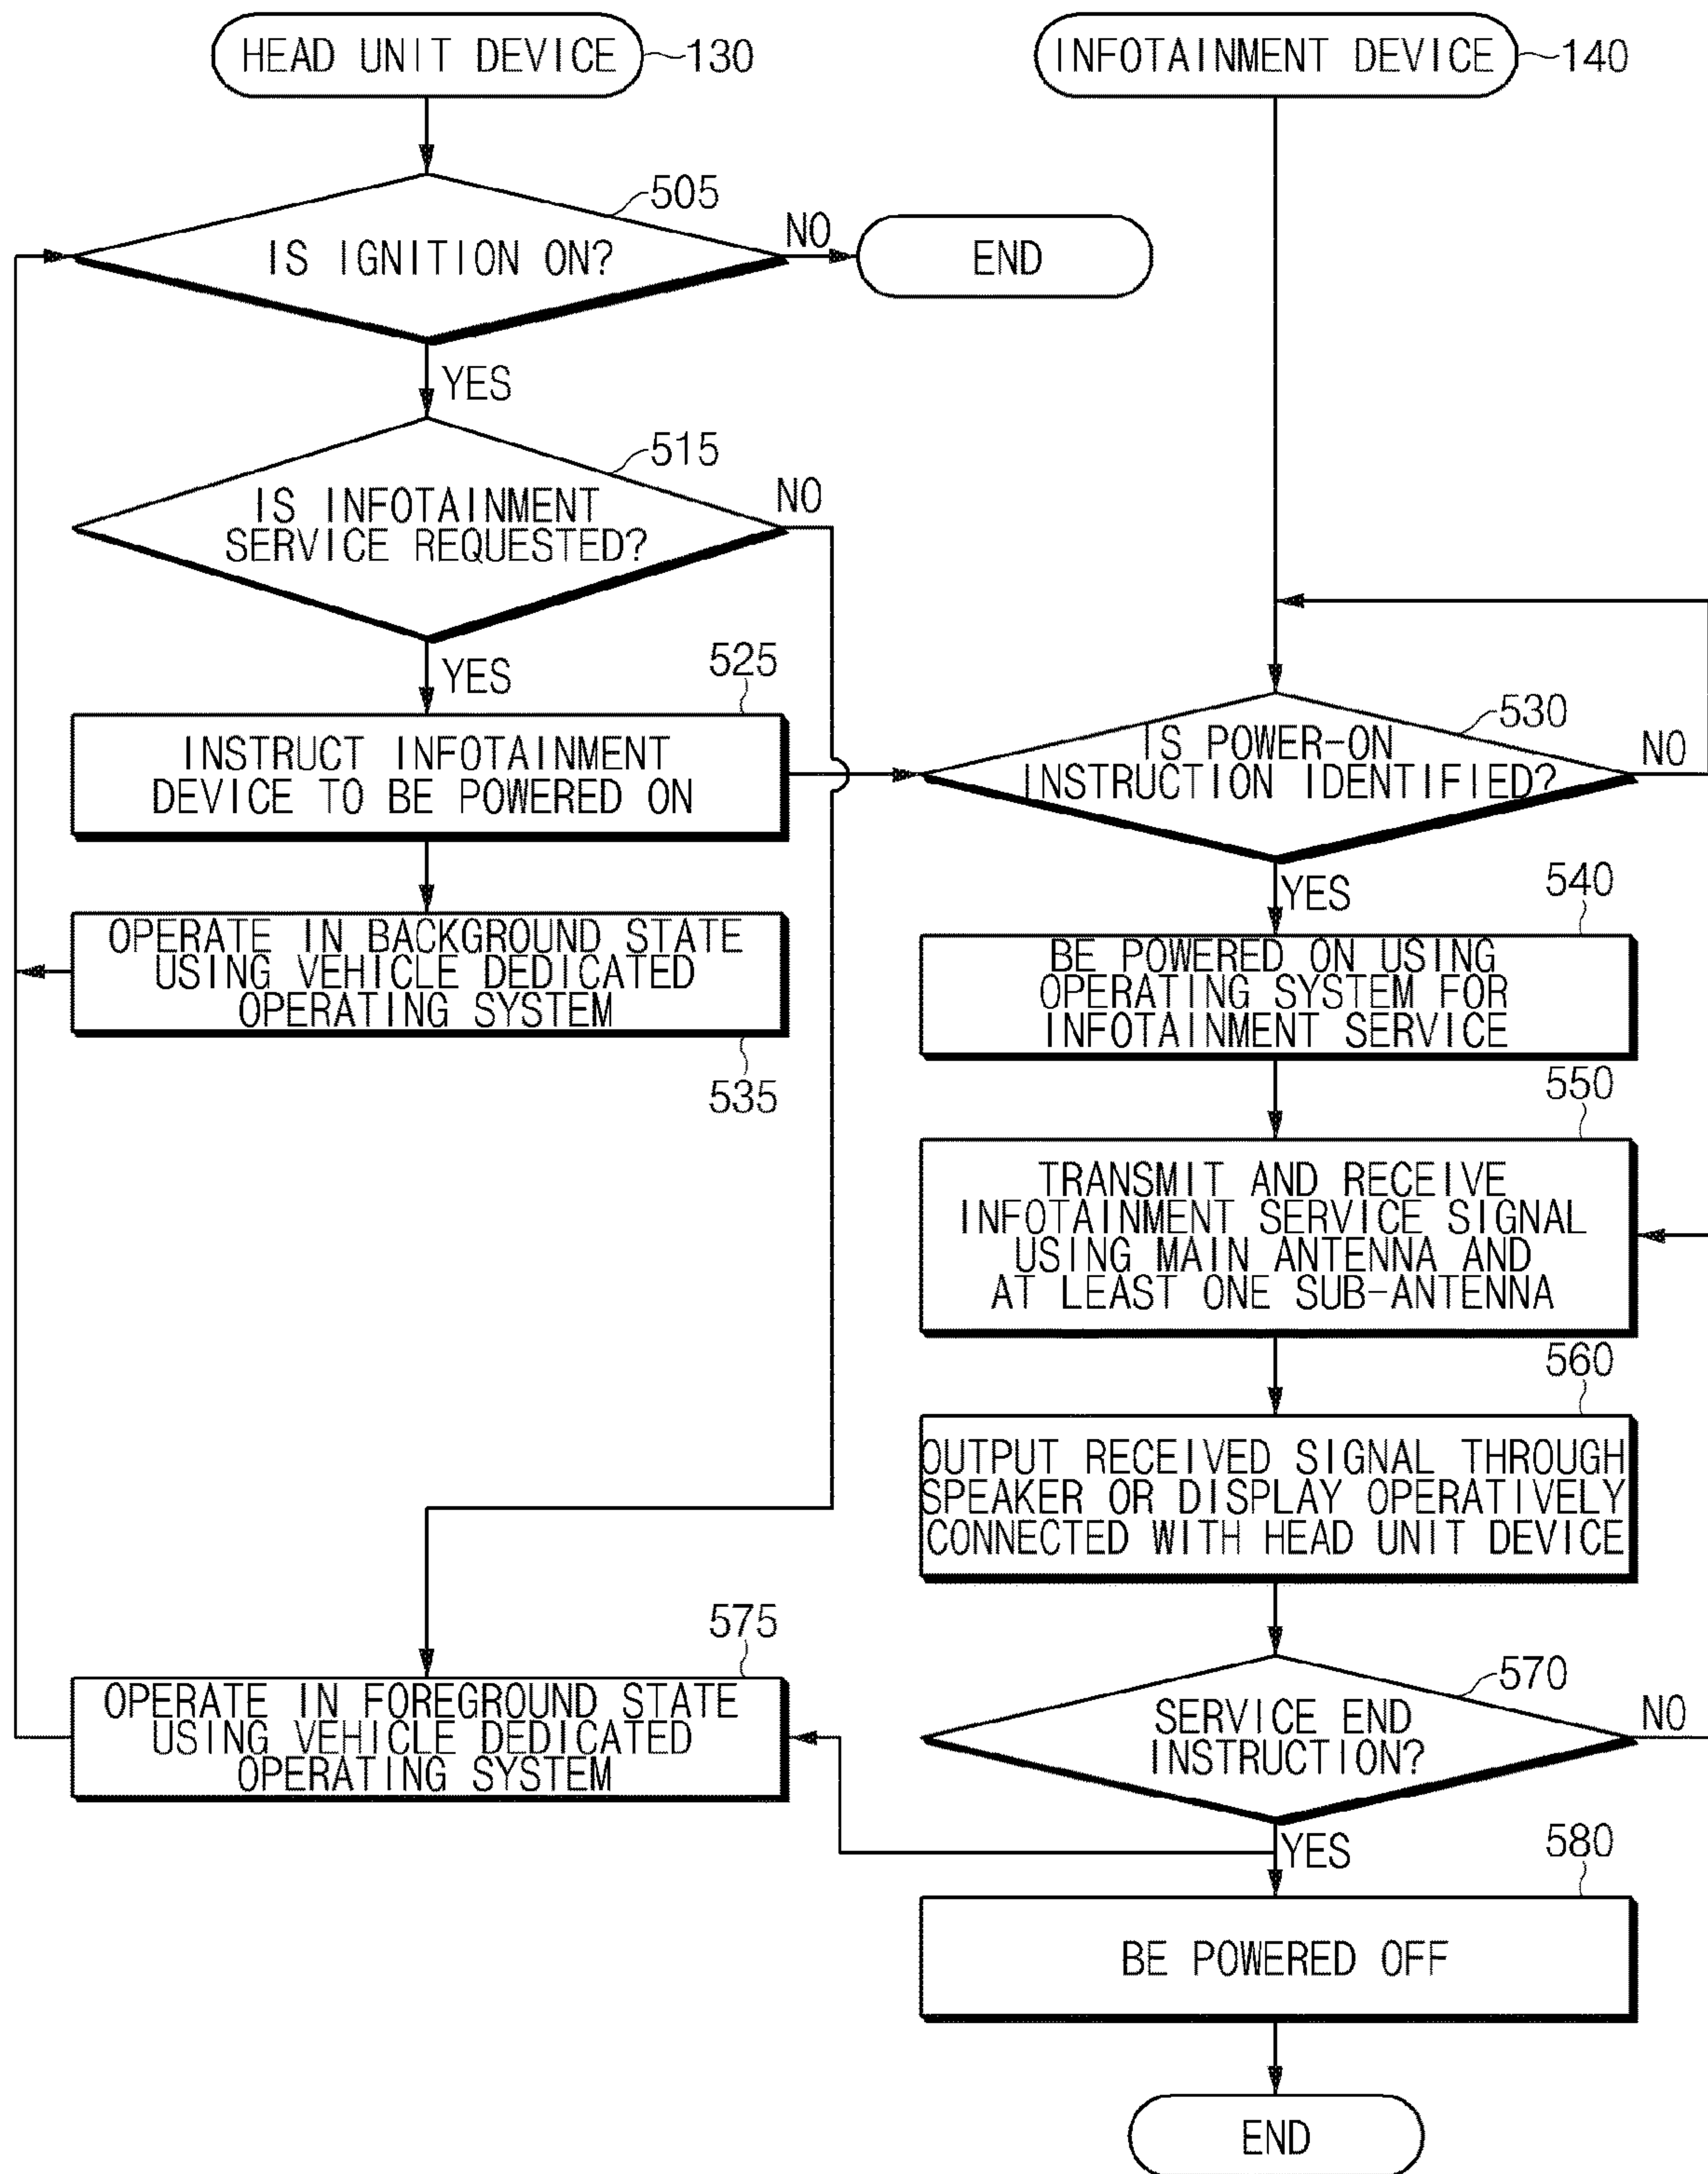 HEAD UNIT DEVICE
130
INFOTAINMENT DEVICE
140
505
IS IGNITION ON?
NO
END
YES
515
IS INFOTAINMENT
SERVICE REQUESTED?
NO
YES
525
INSTRUCT INFOTAINMENT
DEVICE TO BE POWERED ON
530
IS POWER-ON
INSTRUCTION IDENTIFIED?
NO
YES
OPERATE IN BACKGROUND STATE
USING VEHICLE DEDICATED
OPERATING SYSTEM
535
540
BE POWERED ON USING
OPERATING SYSTEM FOR
INFOTAINMENT SERVICE
550
TRANSMIT AND RECEIVE
INFOTAINMENT SERVICE SIGNAL
USING MAIN ANTENNA AND
AT LEAST ONE SUB-ANTENNA
560
OUTPUT RECEIVED SIGNAL THROUGH
SPEAKER OR DISPLAY OPERATIVELY
CONNECTED WITH HEAD UNIT DEVICE
575
OPERATE IN FOREGROUND STATE
USING VEHICLE DEDICATED
OPERATING SYSTEM
570
SERVICE END
INSTRUCTION?
NO
YES
580
BE POWERED OFF
END